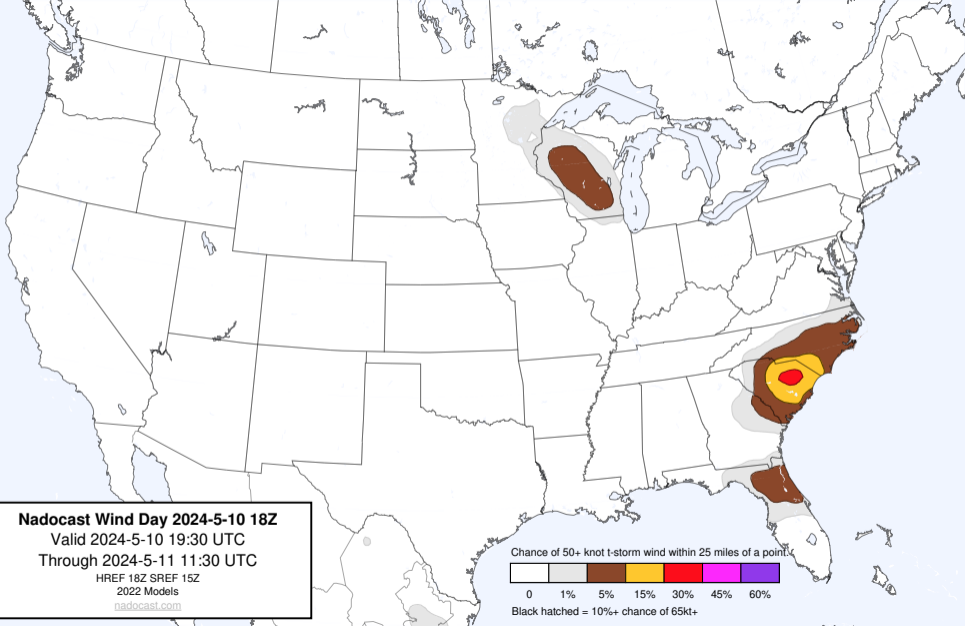 Nadocast Wind Day 2024-5-10 18Z
Valid 2024-5-10 19:30 UTC
Through 2024-5-11 11:30 UTC
HREF 18Z SREF 15Z
2022 Models
nadocast.com
Chance of 50+ knot t-storm wind within 25 miles of a point.
0 1% 5% 15% 30% 45% 60%
Black hatched = 10%+ chance of 65kt+